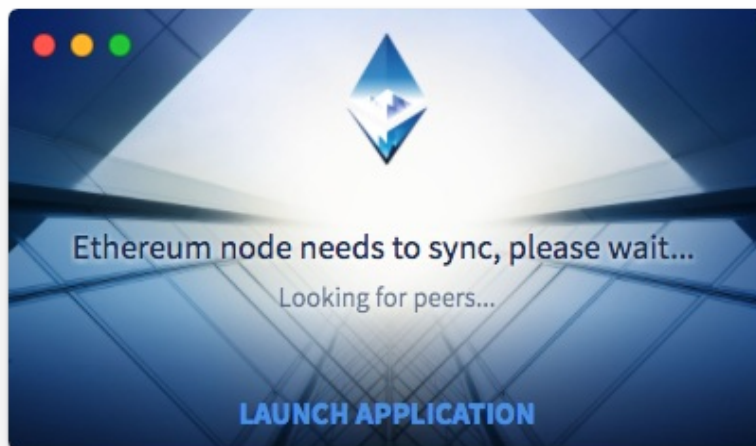 Ethereum node needs to sync, please wait...
Looking for peers...
LAUNCH APPLICATION